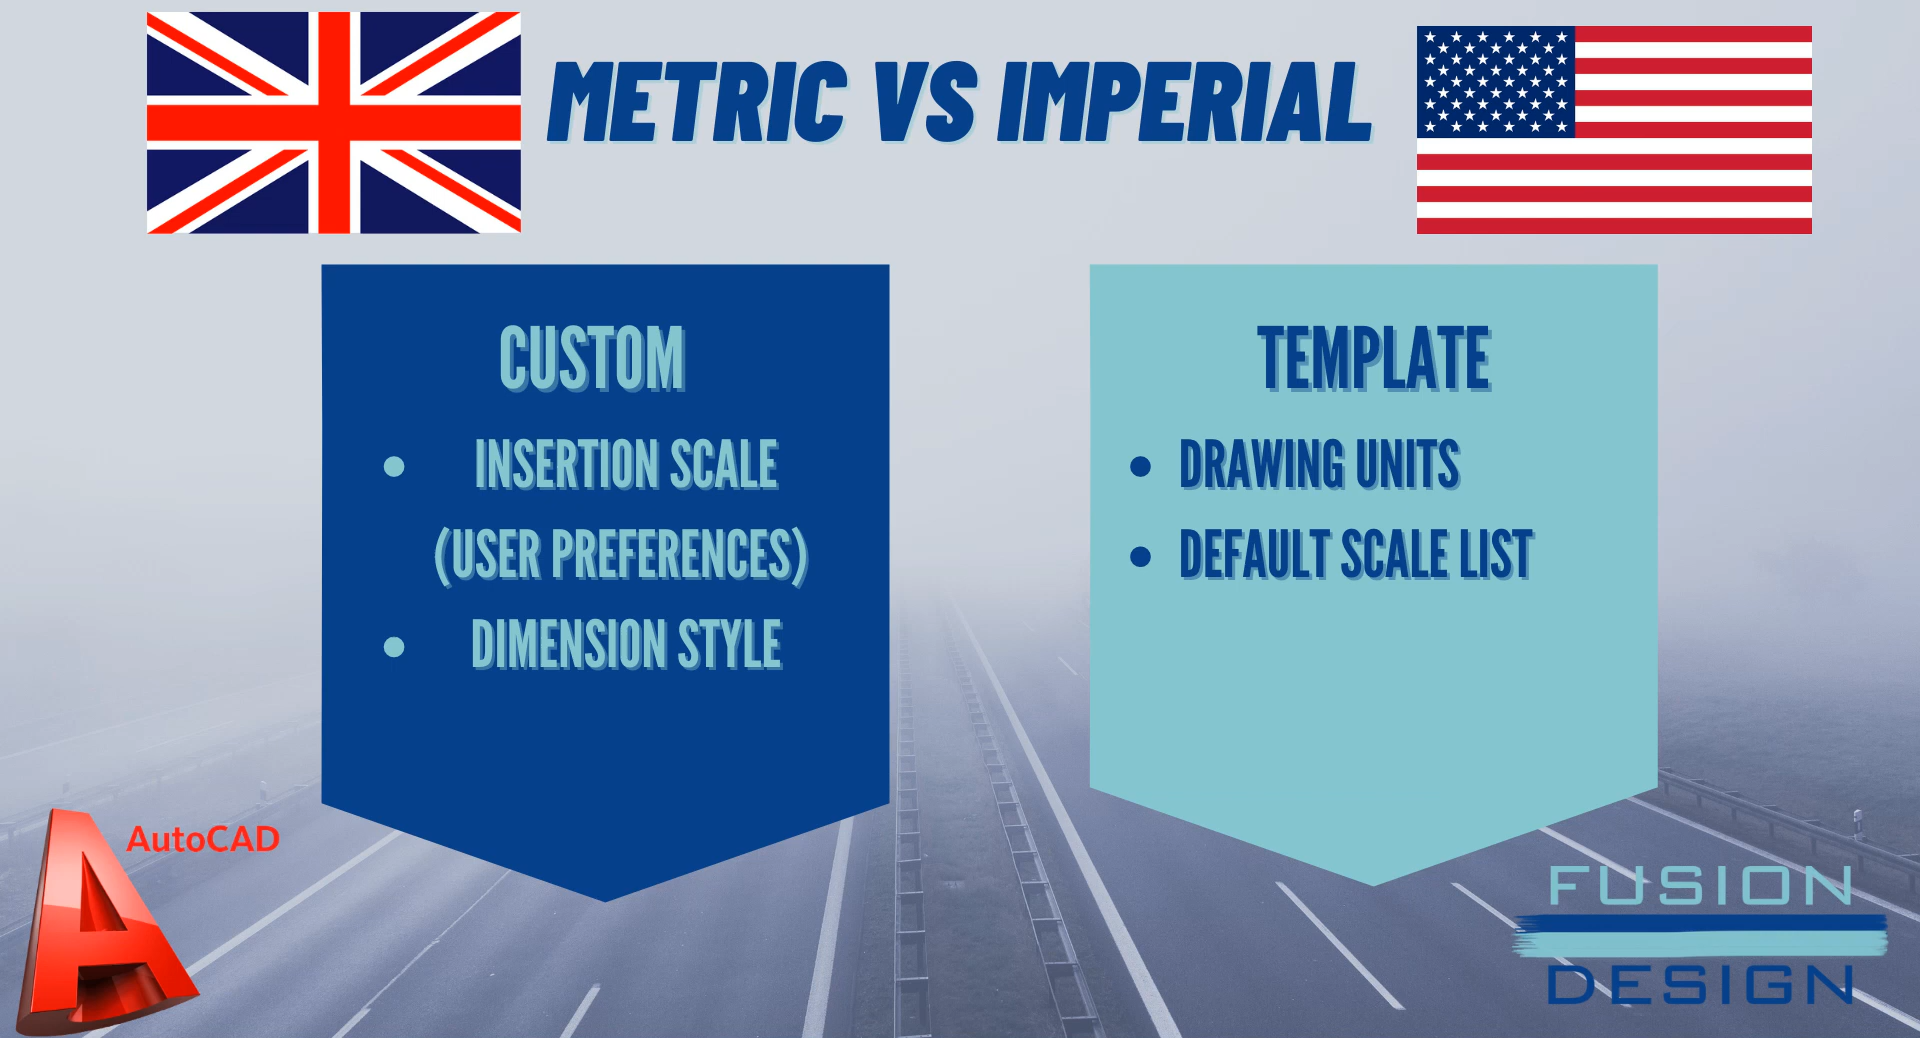 METRIC VS IMPERIAL
CUSTOM
• INSERTION SCALE
(USER PREFERENCES)
• DIMENSION STYLE
TEMPLATE
• DRAWING UNITS
• DEFAULT SCALE LIST
AutoCAD
FUSION
DESIGN